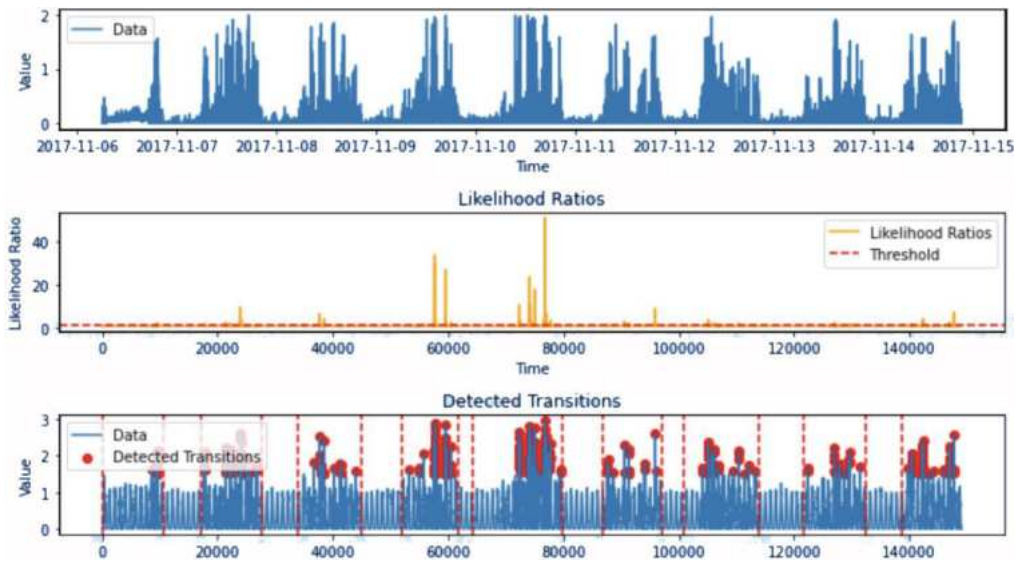 2
Data
1
Value
0
2017-11-06 2017-11-07 2017-11-08 2017-11-09 2017-11-10 2017-11-11 2017-11-12 2017-11-13 2017-11-14 2017-11-15
Time
Likelihood Ratios
Likelihood Ratio
40
Likelihood Ratios
Threshold
20
0
0 20000 40000 60000 80000 100000 120000 140000
Time
Detected Transitions
3
Data
Detected Transitions
2
Value
1
0
0 20000 40000 60000 80000 100000 120000 140000